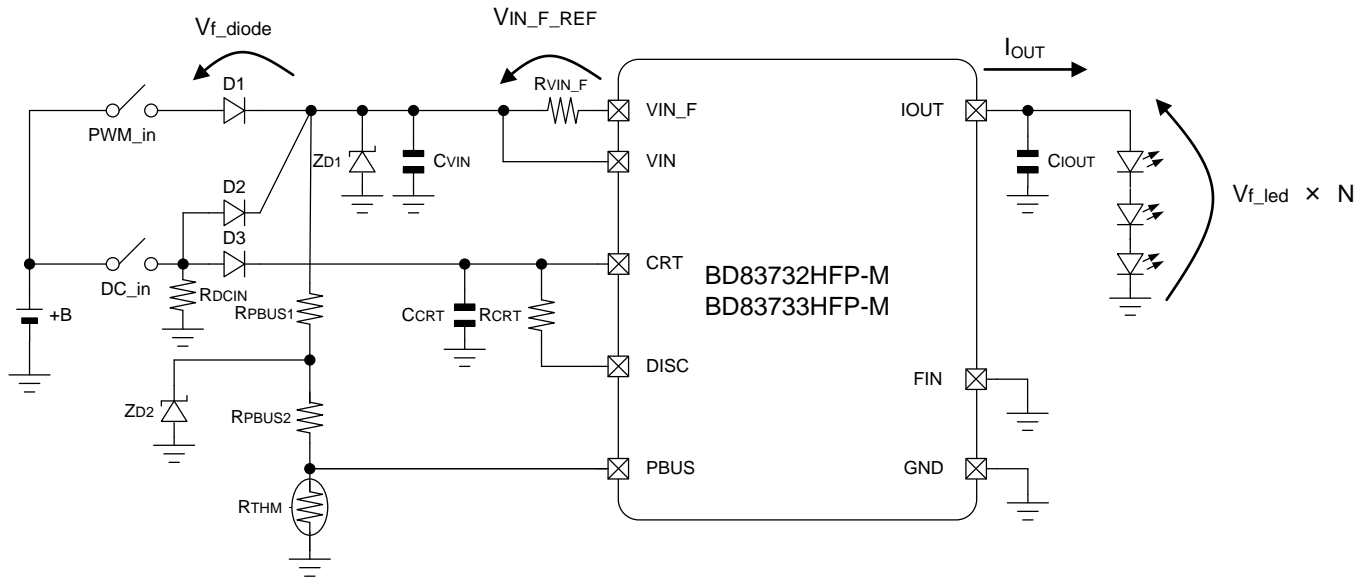 Vf_diode
VIN_F_REF
IOUT
D1
RVIN_F
PWM_in
VIN_F
IOUT
ZD1
CVIN
VIN
CIOUT
D2
Vf_led × N
D3
DC_in
CRT
BD83732HFP-M
BD83733HFP-M
+B
RDCIN
RPBUS1
CCRT
RCRT
DISC
FIN
ZD2
RPBUS2
PBUS
GND
RTHM